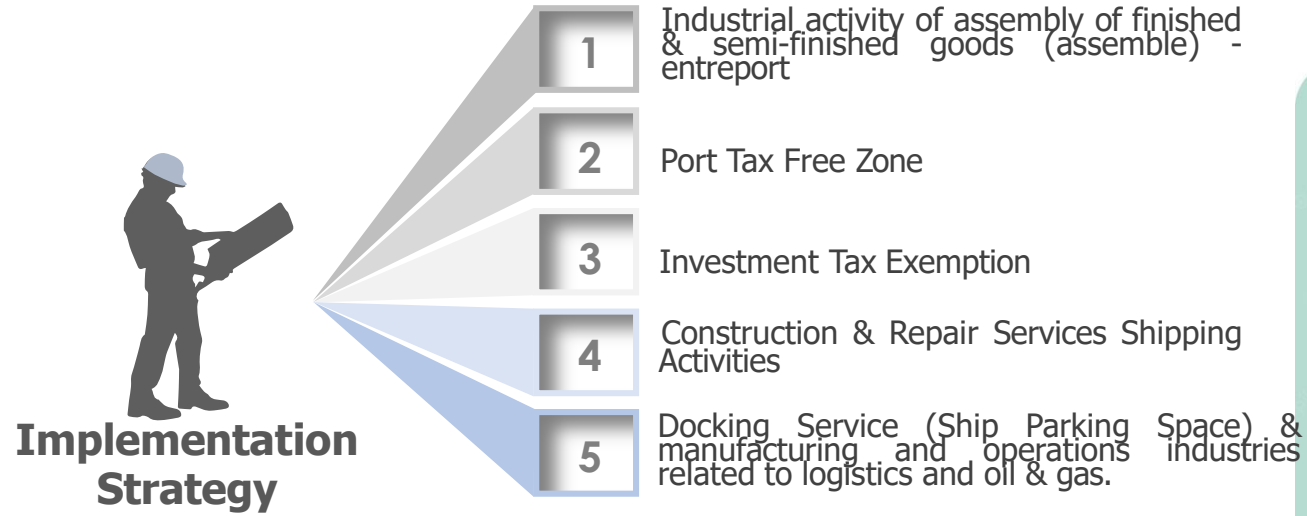 1
Industrial activity of assembly of finished
& semi-finished goods (assemble) -
entreport
2
Port Tax Free Zone
3
Investment Tax Exemption
4
Construction & Repair Services Shipping
Activities
5
Docking Service (Ship Parking Space) &
manufacturing and operations industries
related to logistics and oil & gas.
Implementation
Strategy